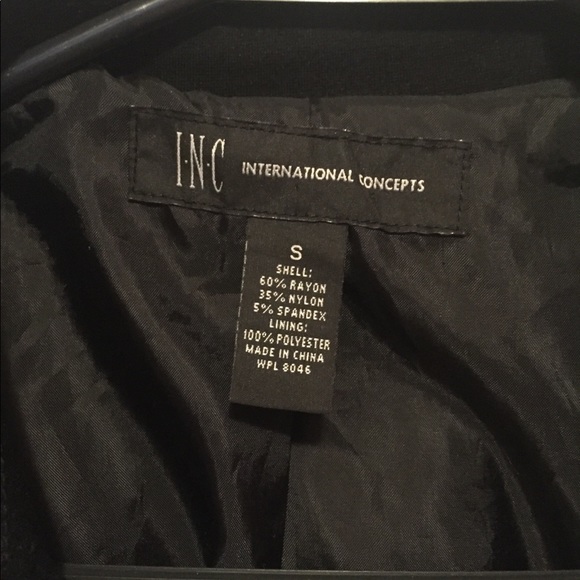 I·N·C INTERNATIONAL CONCEPTS
S
SHELL:
60% RAYON
35% NYLON
5% SPANDEX
LINING:
100% POLYESTER
MADE IN CHINA
WPL 8046